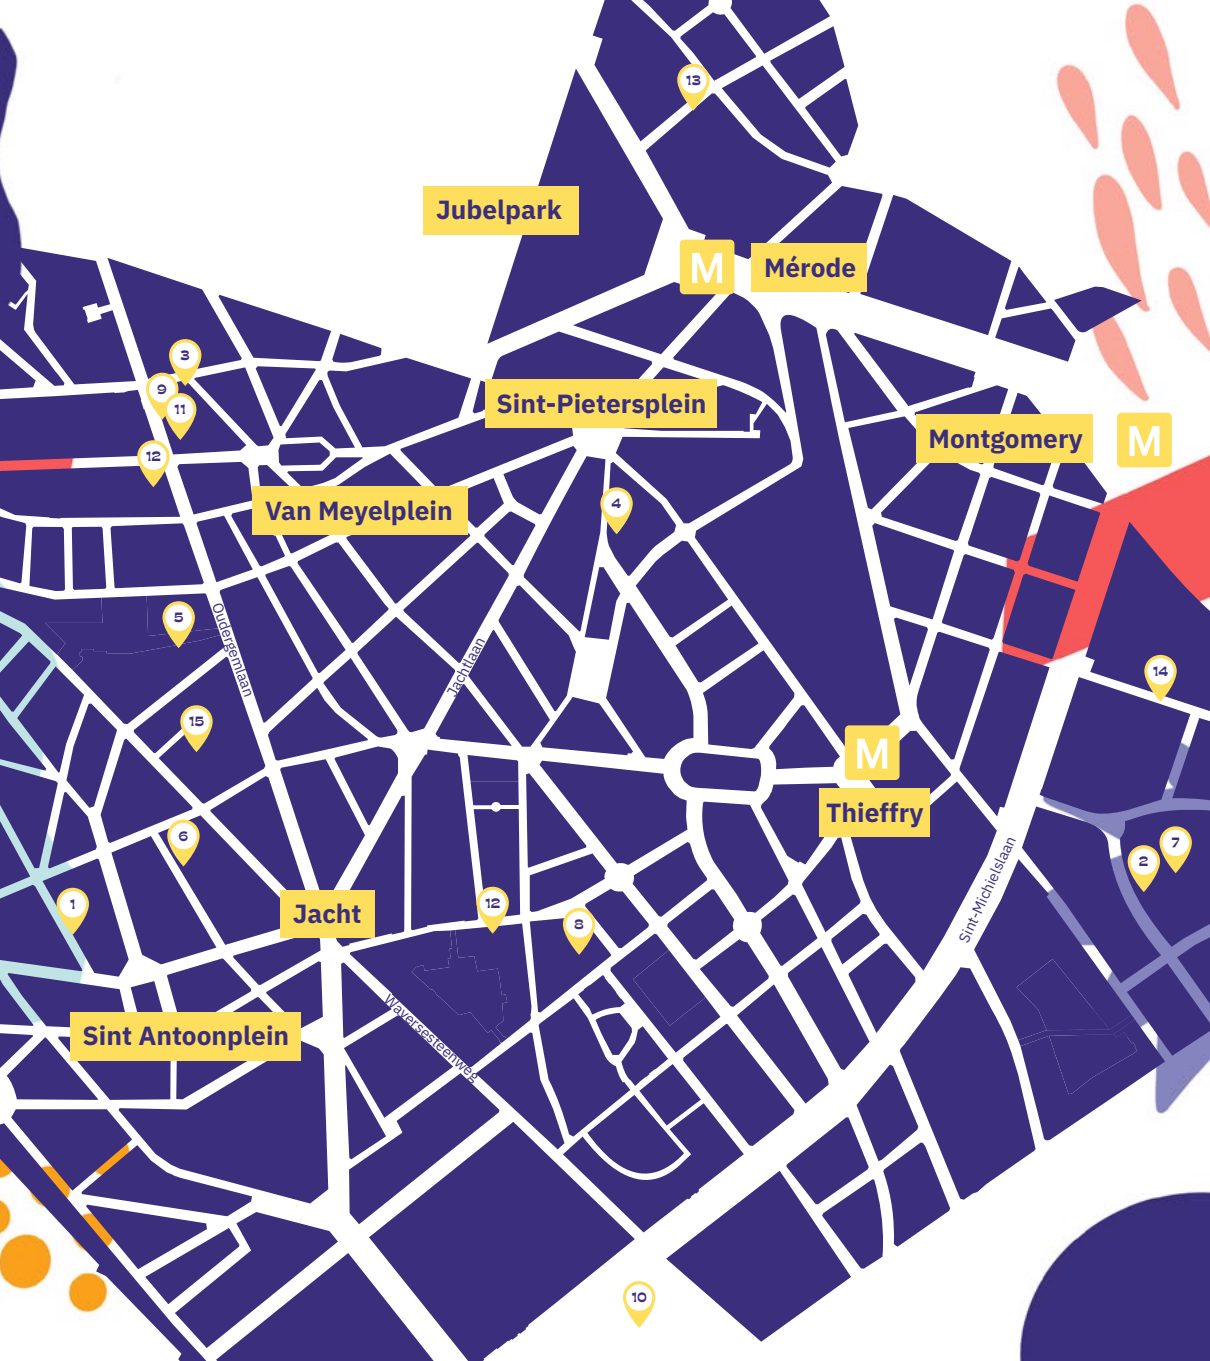 13
Jubelpark
M
Mérode
3
9
11
Sint-Pietersplein
Montgomery
M
12
Van Meyelplein
4
5
Oudergemlaan
Jachtlaan
14
15
M
Thieffry
6
7
2
1
Jacht
12
8
Sint-Michielslaan
Waversesteenweg
Sint Antoonplein
10